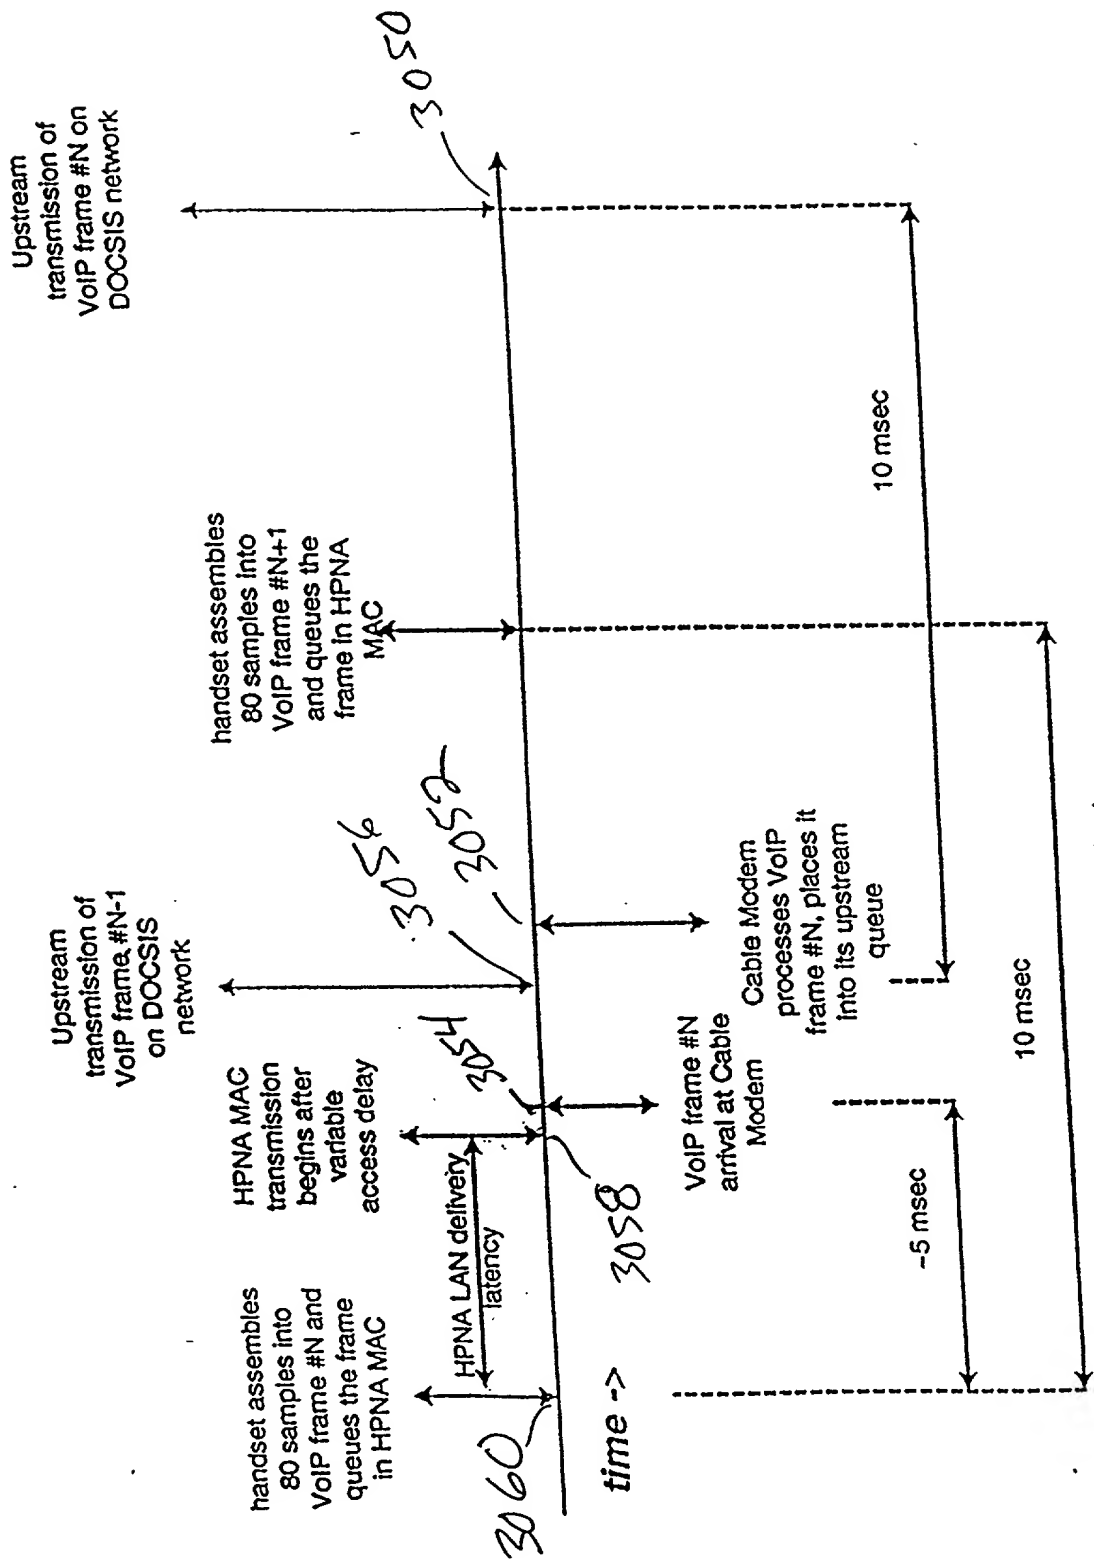 handset assembles
80 samples into
VoIP frame #N and
queues the frame
in HPNA MAC
HPNA MAC
transmission
begins after
variable
access delay
Upstream
transmission of
VoIP frame #N-1
on DOCSIS
network
handset assembles
80 samples into
VoIP frame #N+1
and queues the
frame in HPNA
MAC
Upstream
transmission of
VoIP frame #N on
DOCSIS network
HPNA LAN delivery
latency
3060
3058
3054
3056
3052
3050
time ->
VoIP frame #N
arrival at Cable
Modem
Cable Modem
processes VoIP
frame #N, places it
into its upstream
queue
~5 msec
10 msec
10 msec